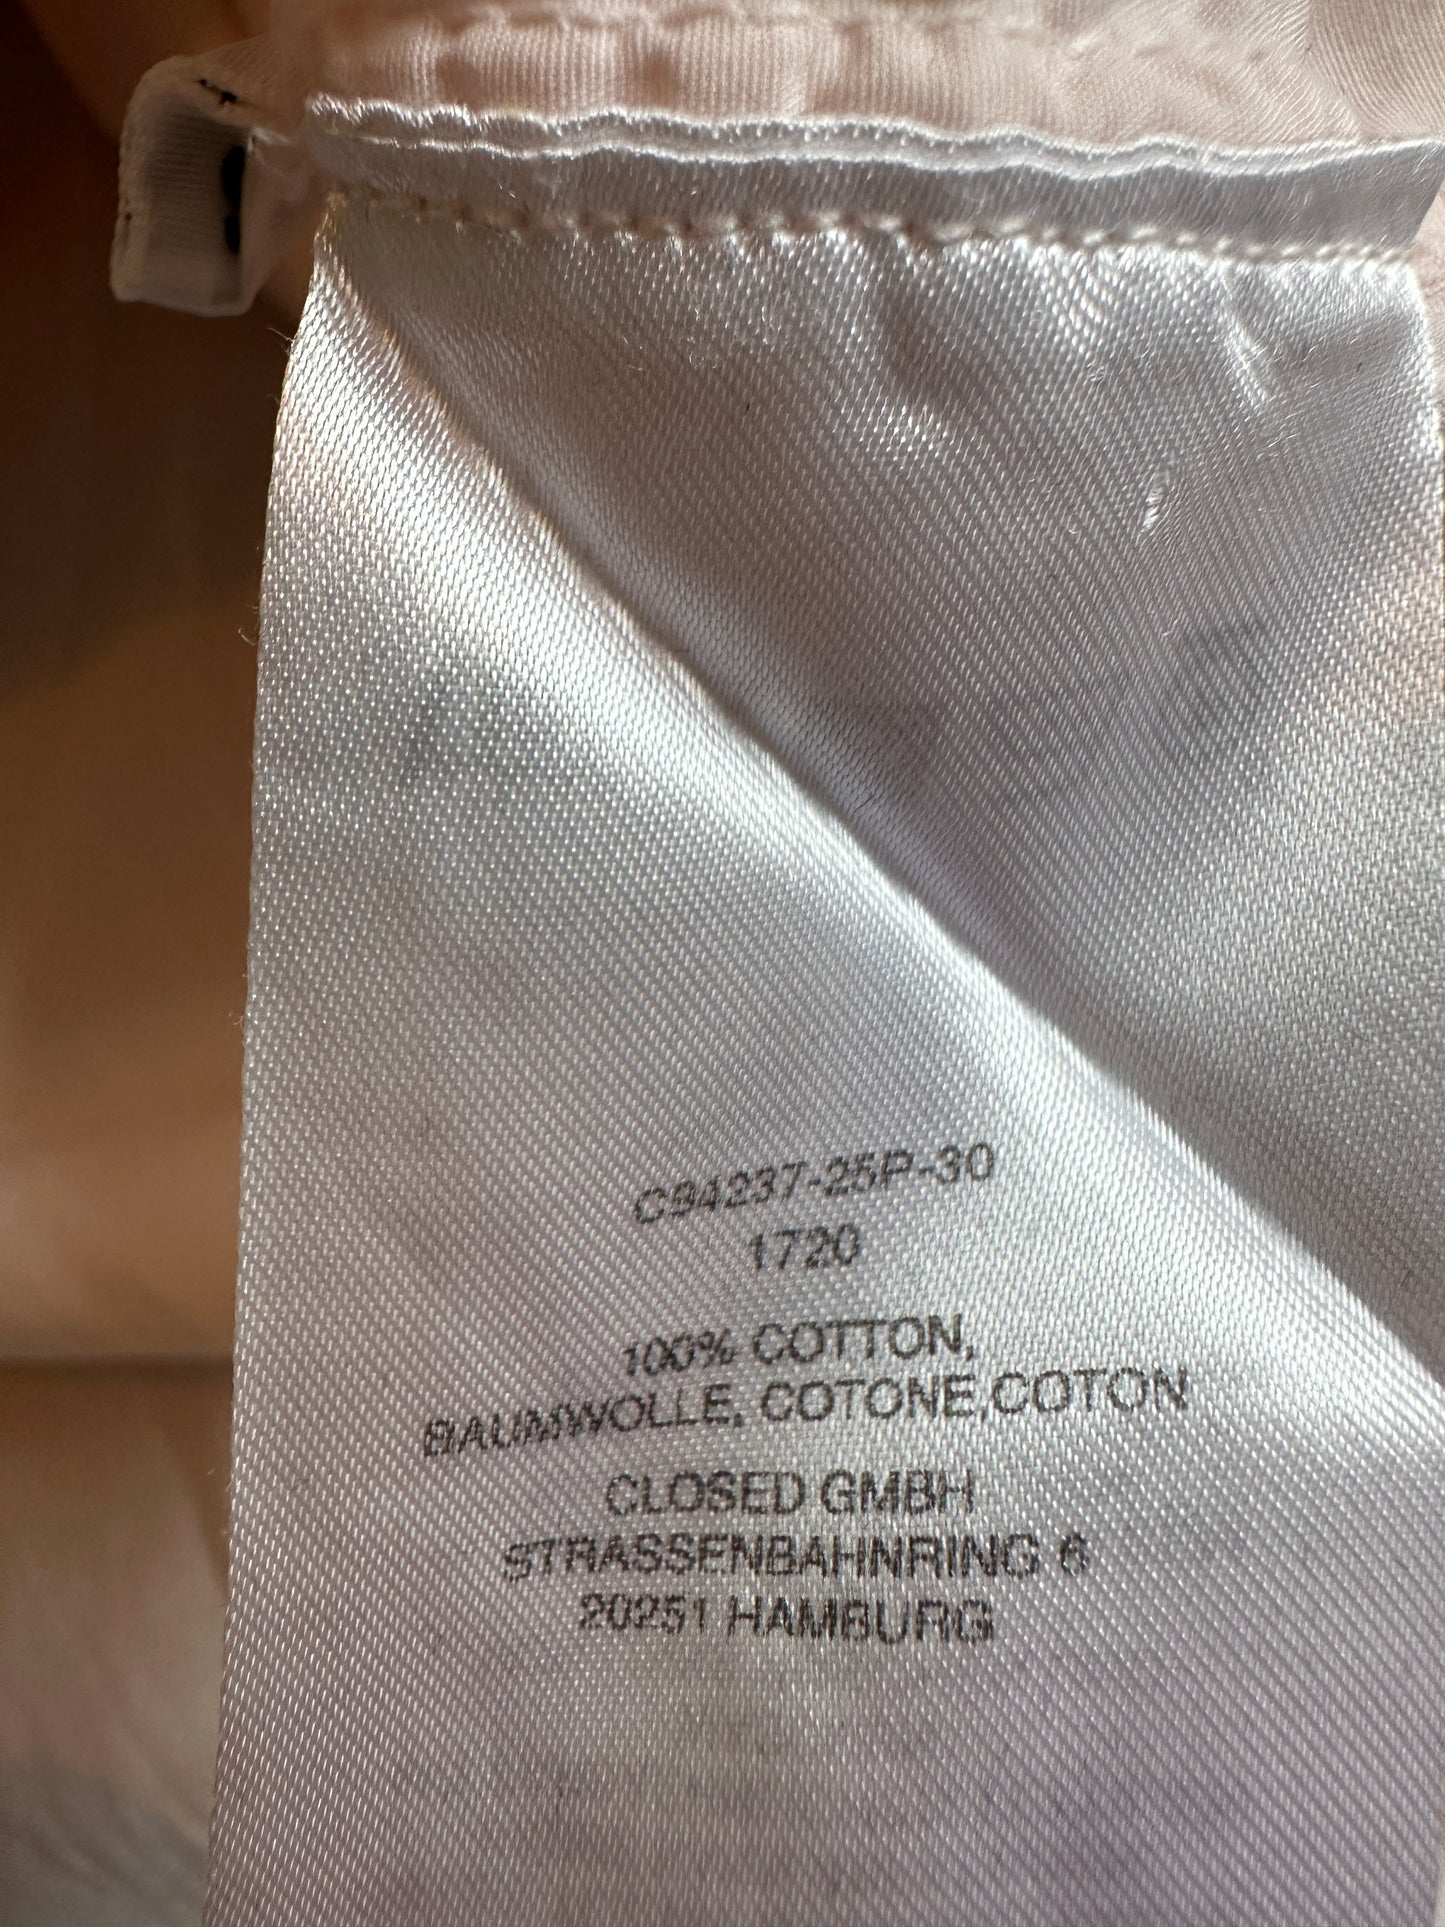 C94237-25P-30
1720
100% COTTON,
BAUMWOLLE, COTONE,COTON
CLOSED GMBH
STRASSENBAHNRING 6
20251 HAMBURG